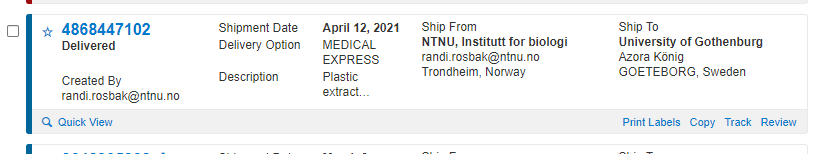 4868447102
Delivered
Created By
randi.rosbak@ntnu.no
Shipment Date April 12, 2021
Delivery Option MEDICAL
EXPRESS
Description Plastic
extract…
Ship From
NTNU, Institutt for biologi
randi.rosbak@ntnu.no
Trondheim, Norway
Ship To
University of Gothenburg
Azora König
GOETEBORG, Sweden
Quick View
Print Labels Copy Track Review